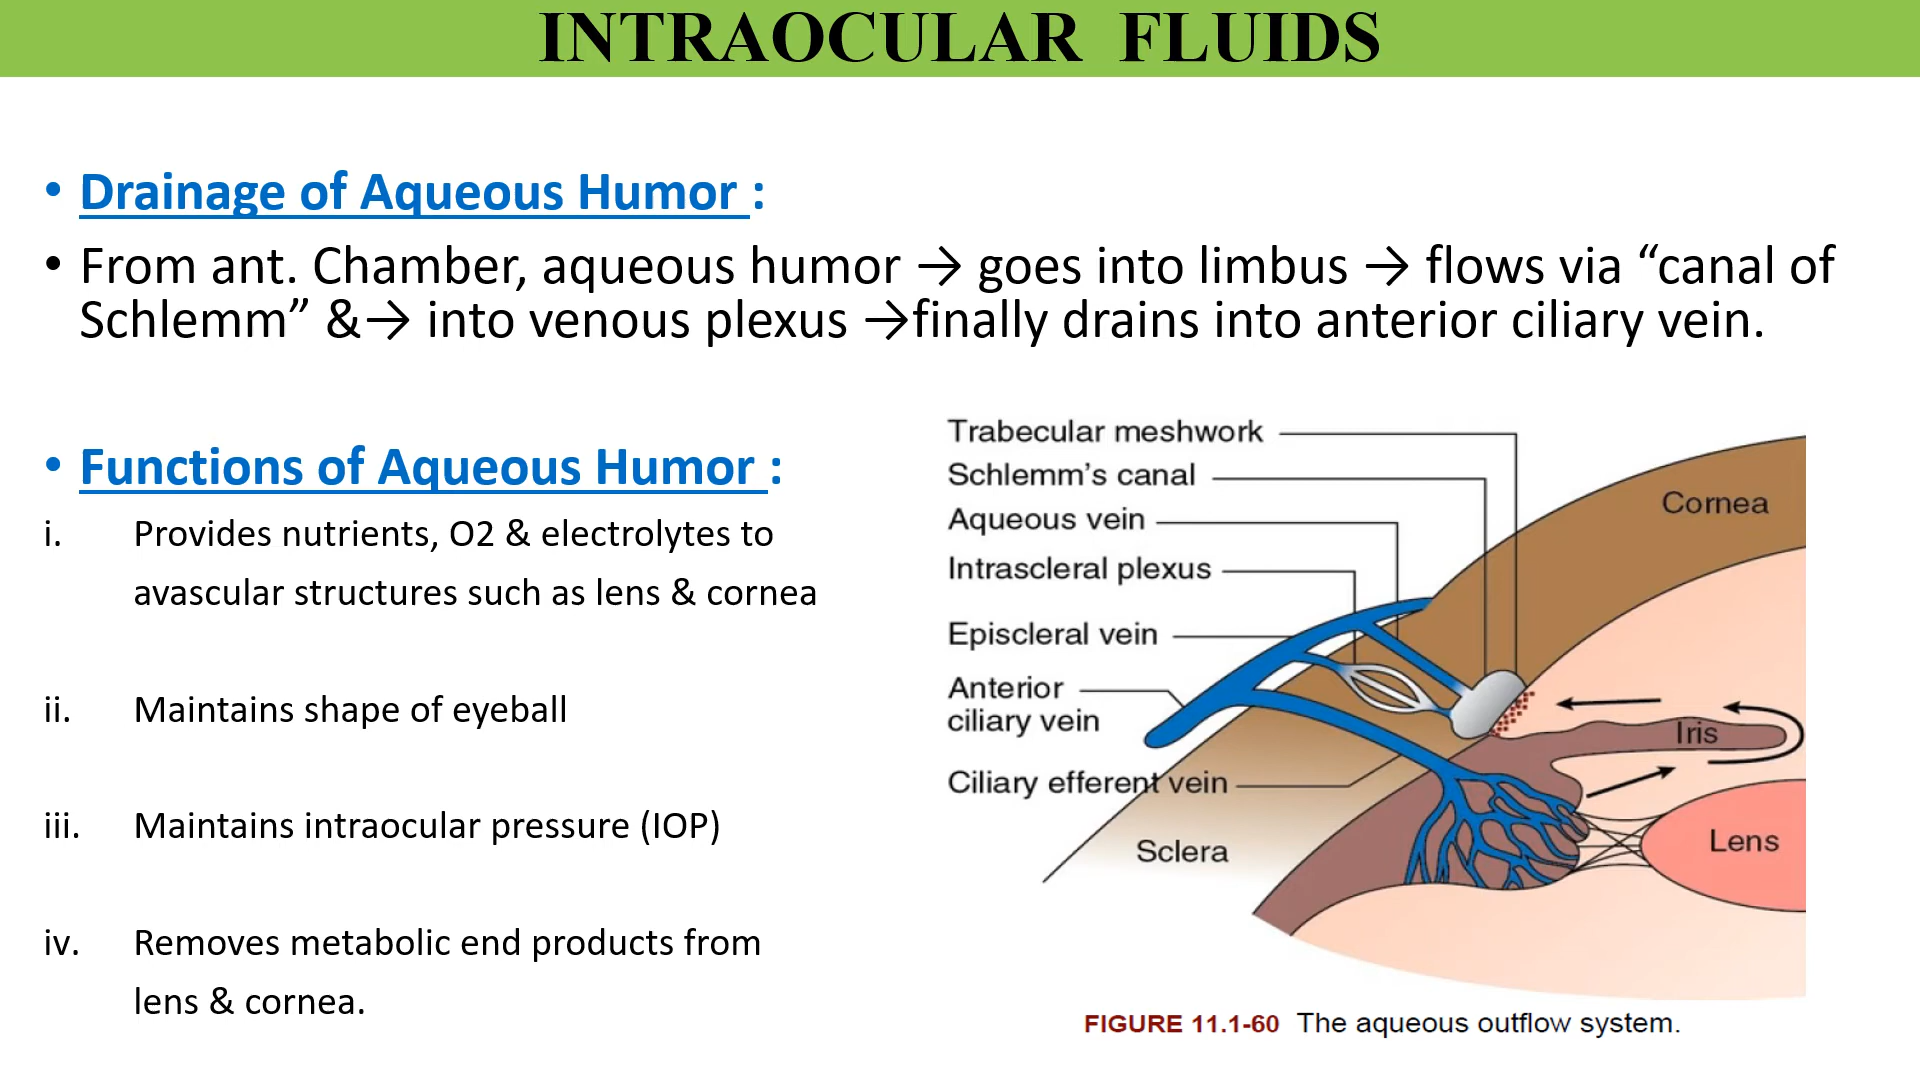 INTRAOCULAR FLUIDS
• Drainage of Aqueous Humor :
• From ant. Chamber, aqueous humor → goes into limbus → flows via “canal of
Schlemm” &→ into venous plexus →finally drains into anterior ciliary vein.
• Functions of Aqueous Humor :
i. Provides nutrients, O2 & electrolytes to
avascular structures such as lens & cornea
ii. Maintains shape of eyeball
iii. Maintains intraocular pressure (IOP)
iv. Removes metabolic end products from
lens & cornea.
Trabecular meshwork
Schlemm’s canal
Aqueous vein
Intrascleral plexus
Episcleral vein
Anterior
ciliary vein
Ciliary efferent vein
Sclera
Cornea
Iris
Lens
FIGURE 11.1-60 The aqueous outflow system.